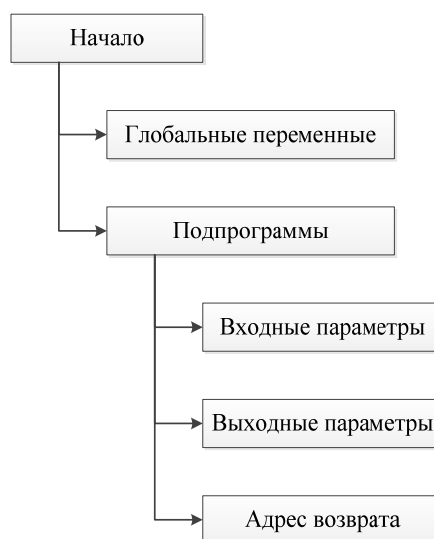 Начало
Глобальные переменные
Подпрограммы
Входные параметры
Выходные параметры
Адрес возврата